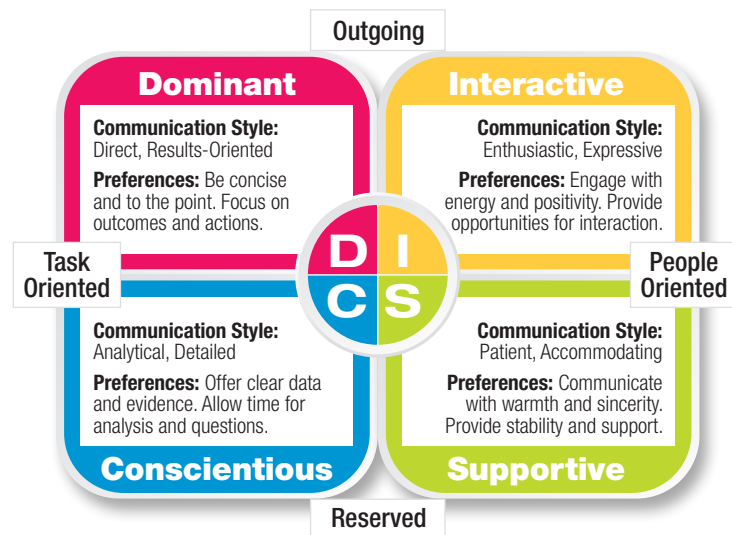 Outgoing
Dominant
Communication Style:
Direct, Results-Oriented
Preferences: Be concise
and to the point. Focus on
outcomes and actions.
Interactive
Communication Style:
Enthusiastic, Expressive
Preferences: Engage with
energy and positivity. Provide
opportunities for interaction.
Task
Oriented
D I
C S
People
Oriented
Communication Style:
Analytical, Detailed
Preferences: Offer clear data
and evidence. Allow time for
analysis and questions.
Conscientious
Communication Style:
Patient, Accommodating
Preferences: Communicate
with warmth and sincerity.
Provide stability and support.
Supportive
Reserved